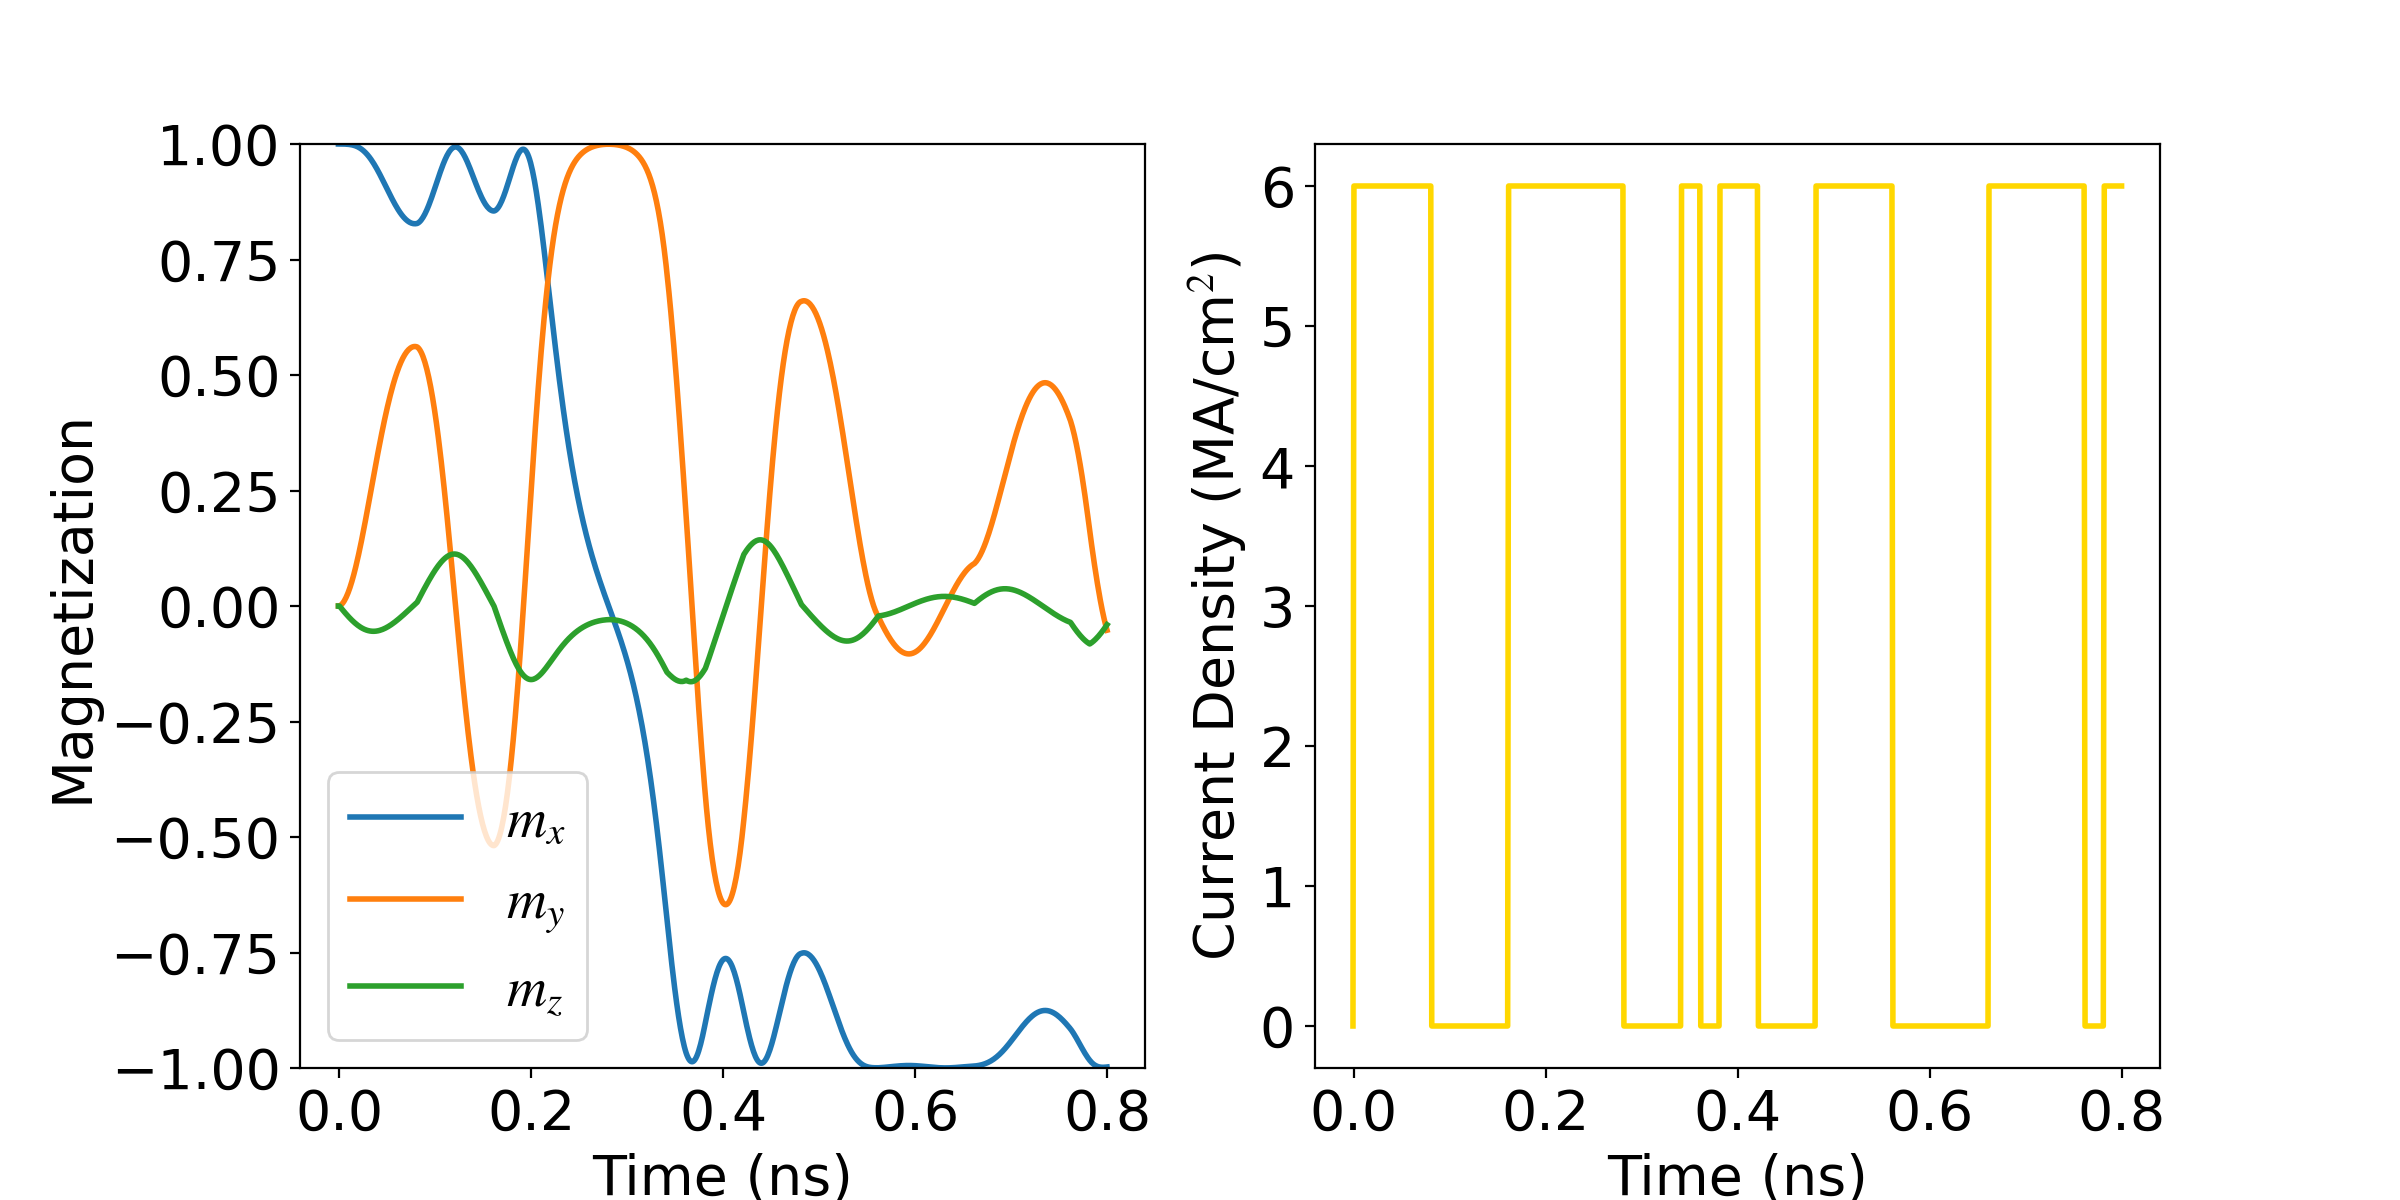 1.00
0.75
0.50
0.25
0.00
−0.25
−0.50
−0.75
−1.00
Magnetization
m_x
m_y
m_z
0.0 0.2 0.4 0.6 0.8
Time (ns)
6
5
4
3
2
1
0
Current Density (MA/cm²)
0.0 0.2 0.4 0.6 0.8
Time (ns)